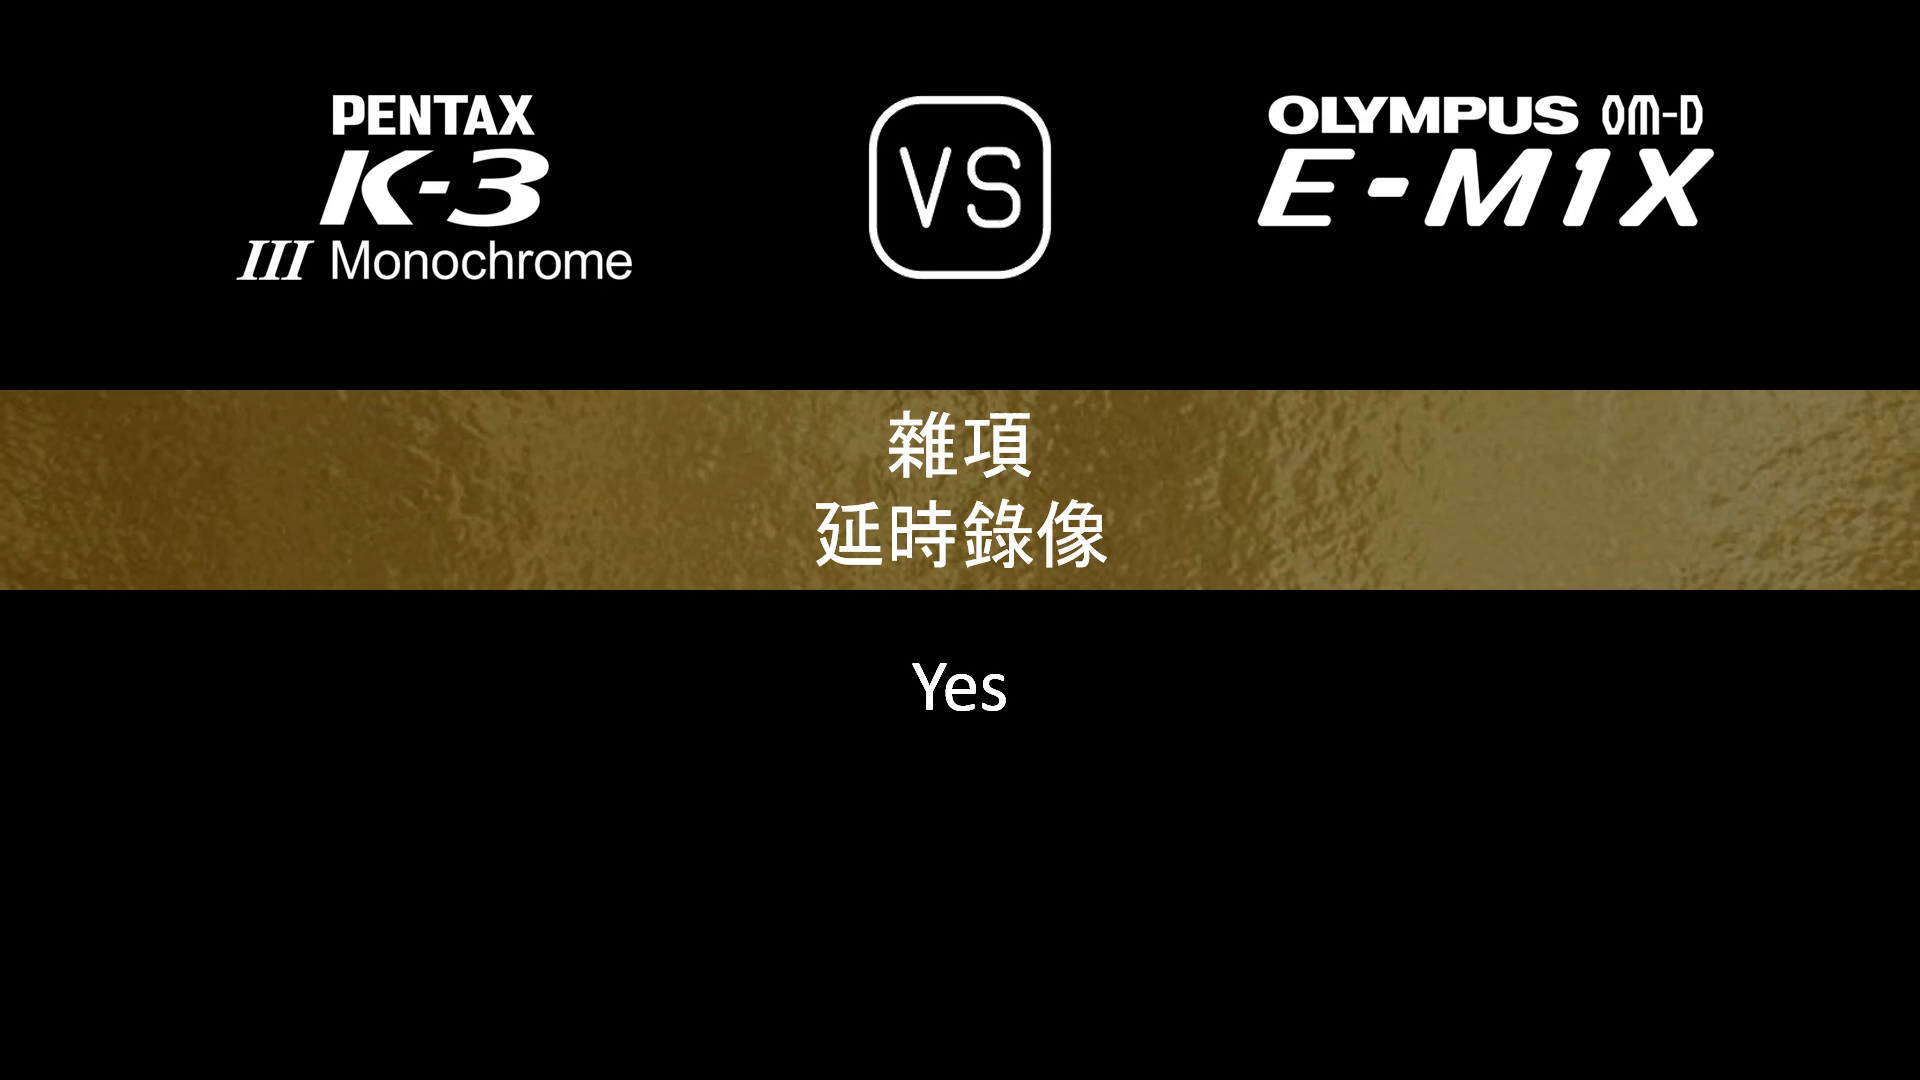 PENTAX
K-3
III Monochrome
VS
OLYMPUS OM-D
E-M1X
雜項
延時錄像
Yes